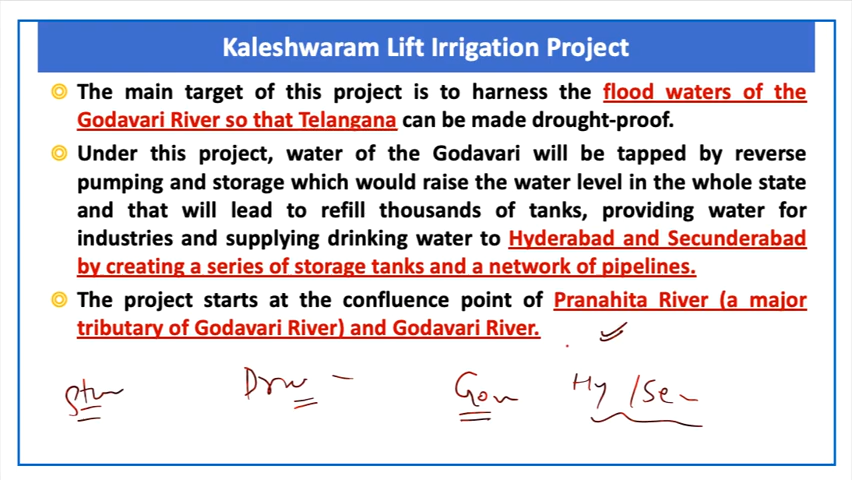 Kaleshwaram Lift Irrigation Project
The main target of this project is to harness the flood waters of the
Godavari River so that Telangana can be made drought-proof.
Under this project, water of the Godavari will be tapped by reverse
pumping and storage which would raise the water level in the whole state
and that will lead to refill thousands of tanks, providing water for
industries and supplying drinking water to Hyderabad and Secunderabad
by creating a series of storage tanks and a network of pipelines.
The project starts at the confluence point of Pranahita River (a major
tributary of Godavari River) and Godavari River.
Hy /Sec